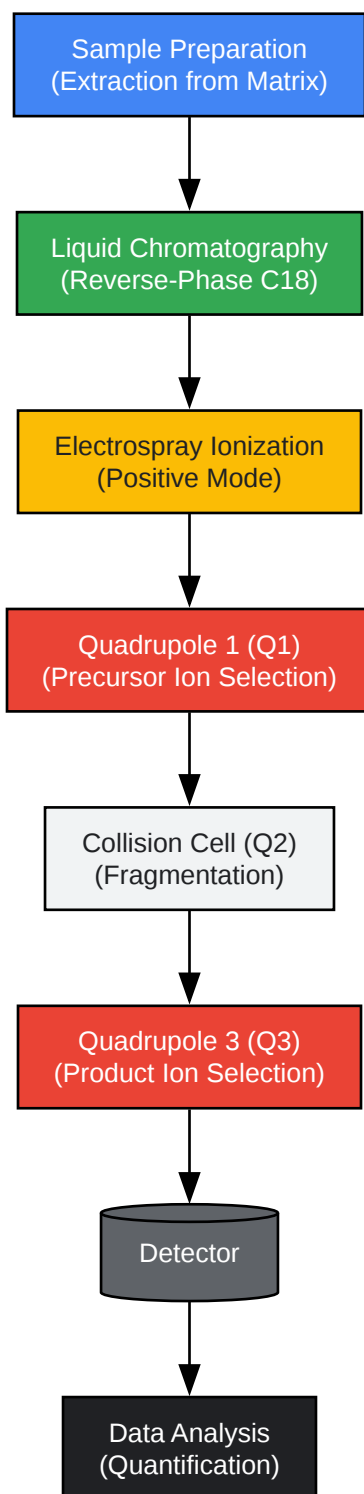 Sample Preparation
(Extraction from Matrix)
Liquid Chromatography
(Reverse-Phase C18)
Electrospray Ionization
(Positive Mode)
Quadrupole 1 (Q1)
(Precursor Ion Selection)
Collision Cell (Q2)
(Fragmentation)
Quadrupole 3 (Q3)
(Product Ion Selection)
Detector
Data Analysis
(Quantification)